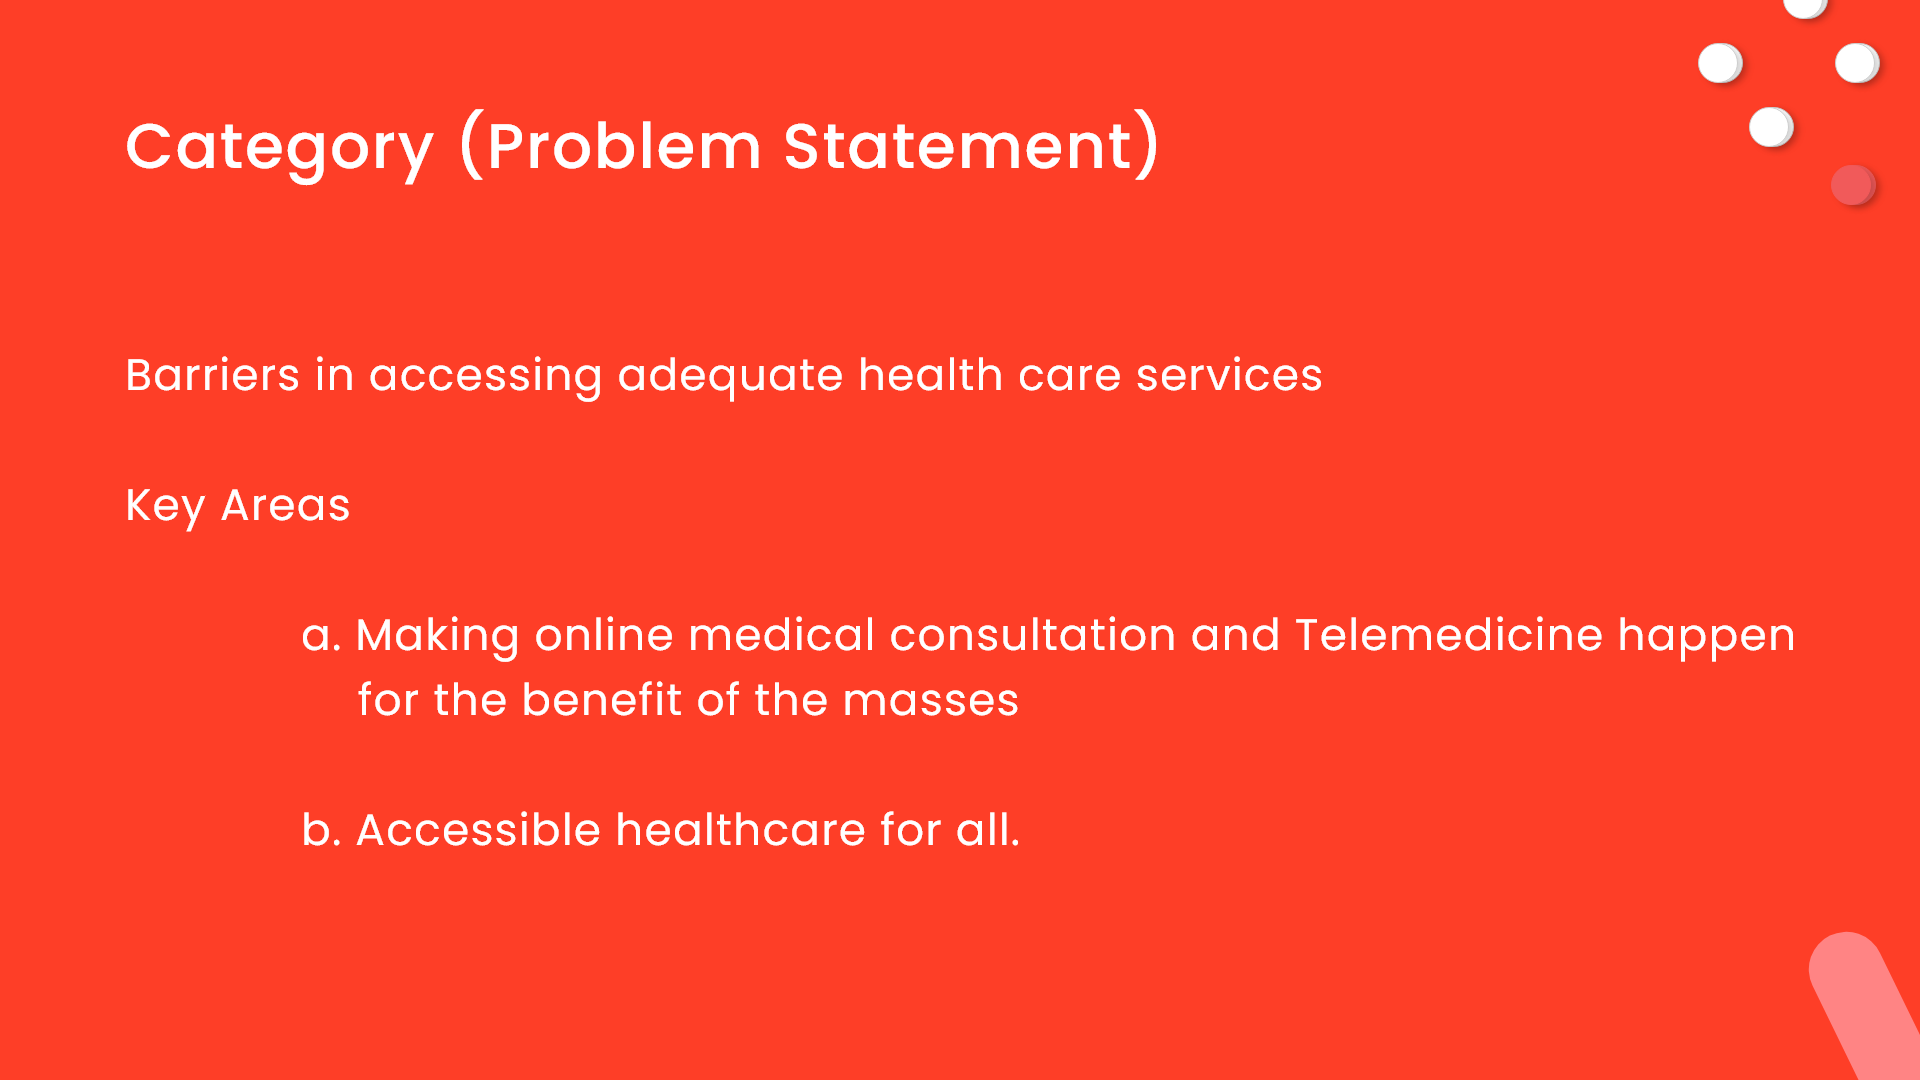 Category (Problem Statement)
Barriers in accessing adequate health care services
Key Areas
a. Making online medical consultation and Telemedicine happen
for the benefit of the masses
b. Accessible healthcare for all.